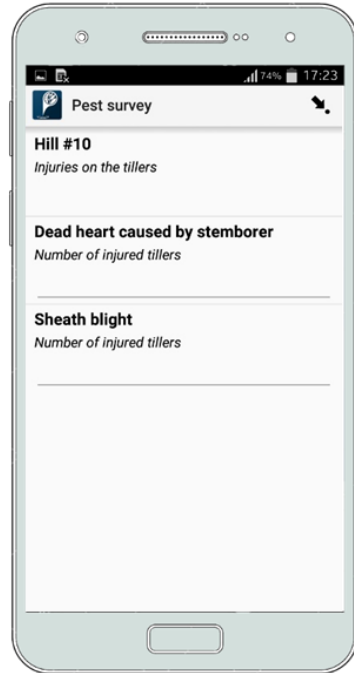 74% 17:23
Pest survey
Hill #10
Injuries on the tillers
Dead heart caused by stemborer
Number of injured tillers
Sheath blight
Number of injured tillers